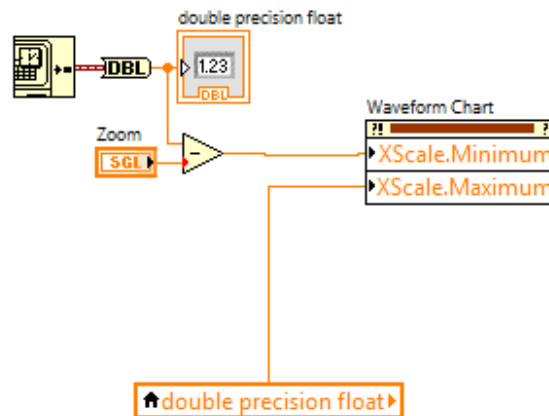 double precision float
DBL
1.23
DBL
Waveform Chart
Zoom
SGL
?!
XScale.Minimum
XScale.Maximum
double precision float